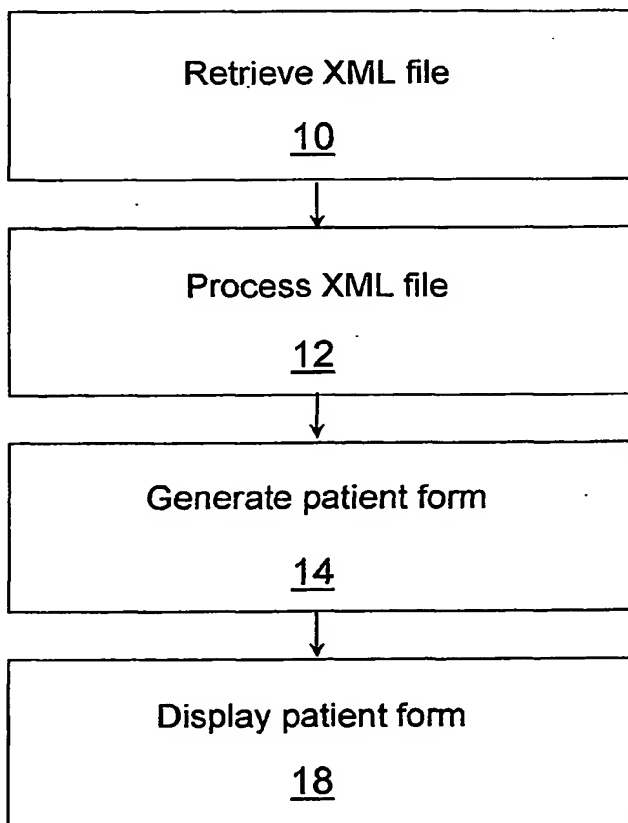 Retrieve XML file
10
Process XML file
12
Generate patient form
14
Display patient form
18